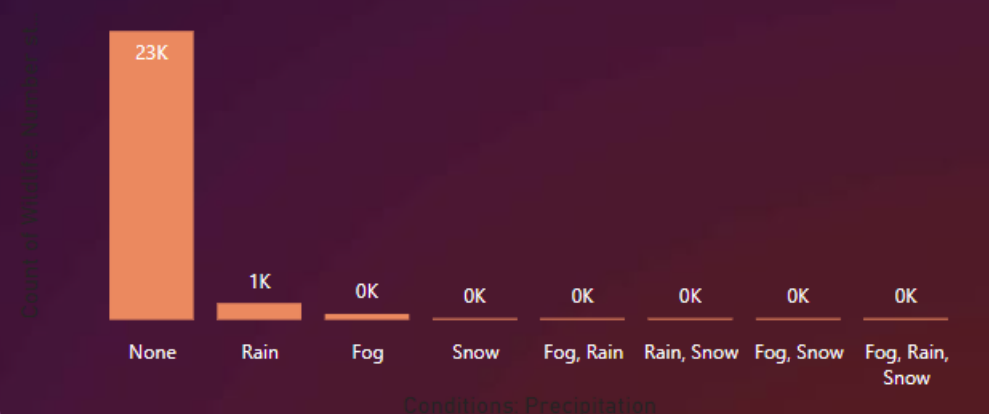 23K
1K
0K
0K
0K
0K
0K
0K
None
Rain
Fog
Snow
Fog, Rain
Rain, Snow
Fog, Snow
Fog, Rain,
Snow
Conditions: Precipitation